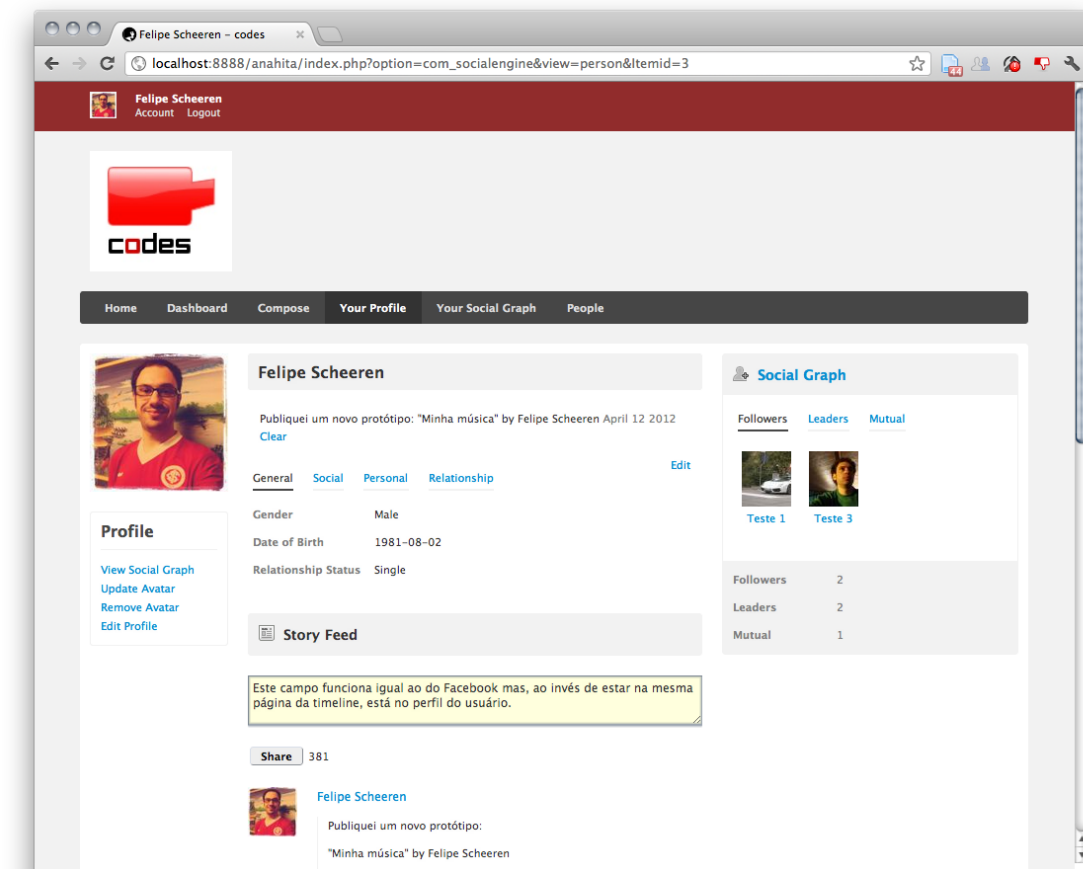 Felipe Scheeren – codes
localhost:8888/anahita/index.php?option=com_socialengine&view=person&Itemid=3
Felipe Scheeren
Account Logout
codes
Home Dashboard Compose Your Profile Your Social Graph People
Felipe Scheeren
Publiquei um novo protótipo: "Minha música" by Felipe Scheeren April 12 2012
Clear
Edit
General Social Personal Relationship
Gender Male
Date of Birth 1981-08-02
Relationship Status Single
Profile
View Social Graph
Update Avatar
Remove Avatar
Edit Profile
Story Feed
Este campo funciona igual ao do Facebook mas, ao invés de estar na mesma
página da timeline, está no perfil do usuário.
Share 381
Felipe Scheeren
Publiquei um novo protótipo:
"Minha música" by Felipe Scheeren
Social Graph
Followers Leaders Mutual
Teste 1 Teste 3
Followers 2
Leaders 2
Mutual 1